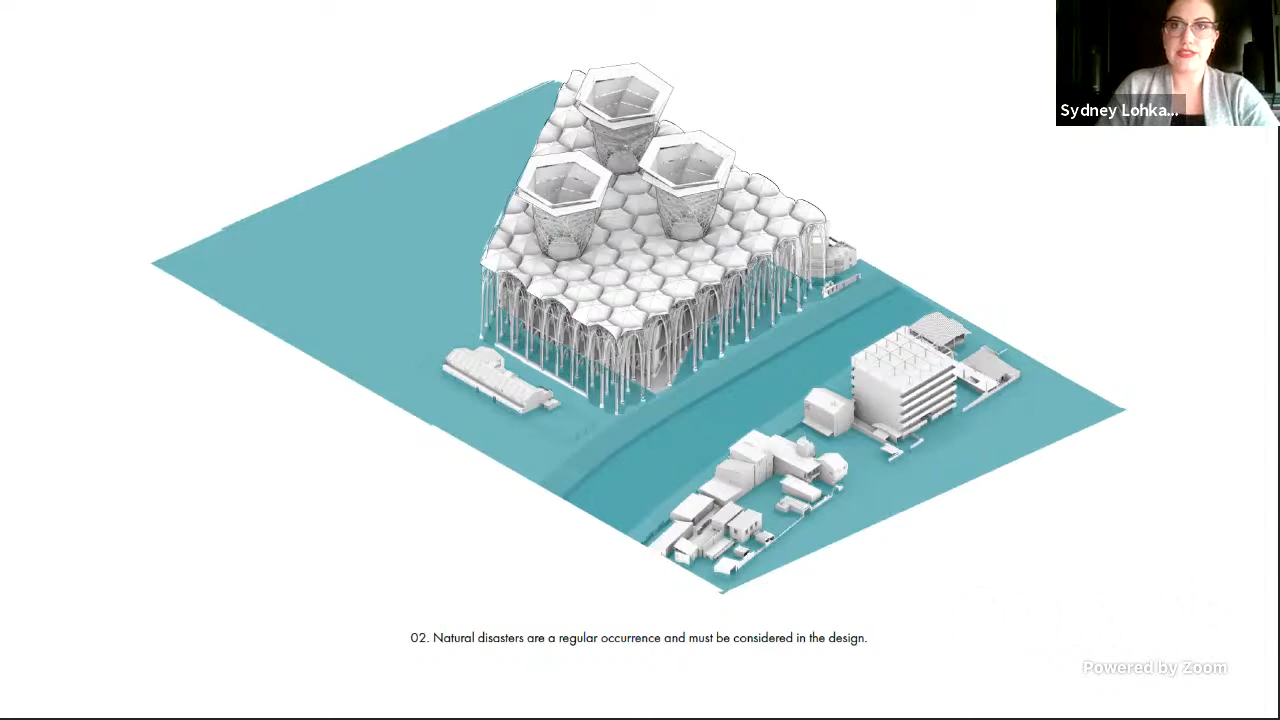 Sydney Lohka...
02. Natural disasters are a regular occurrence and must be considered in the design.
Powered by Zoom